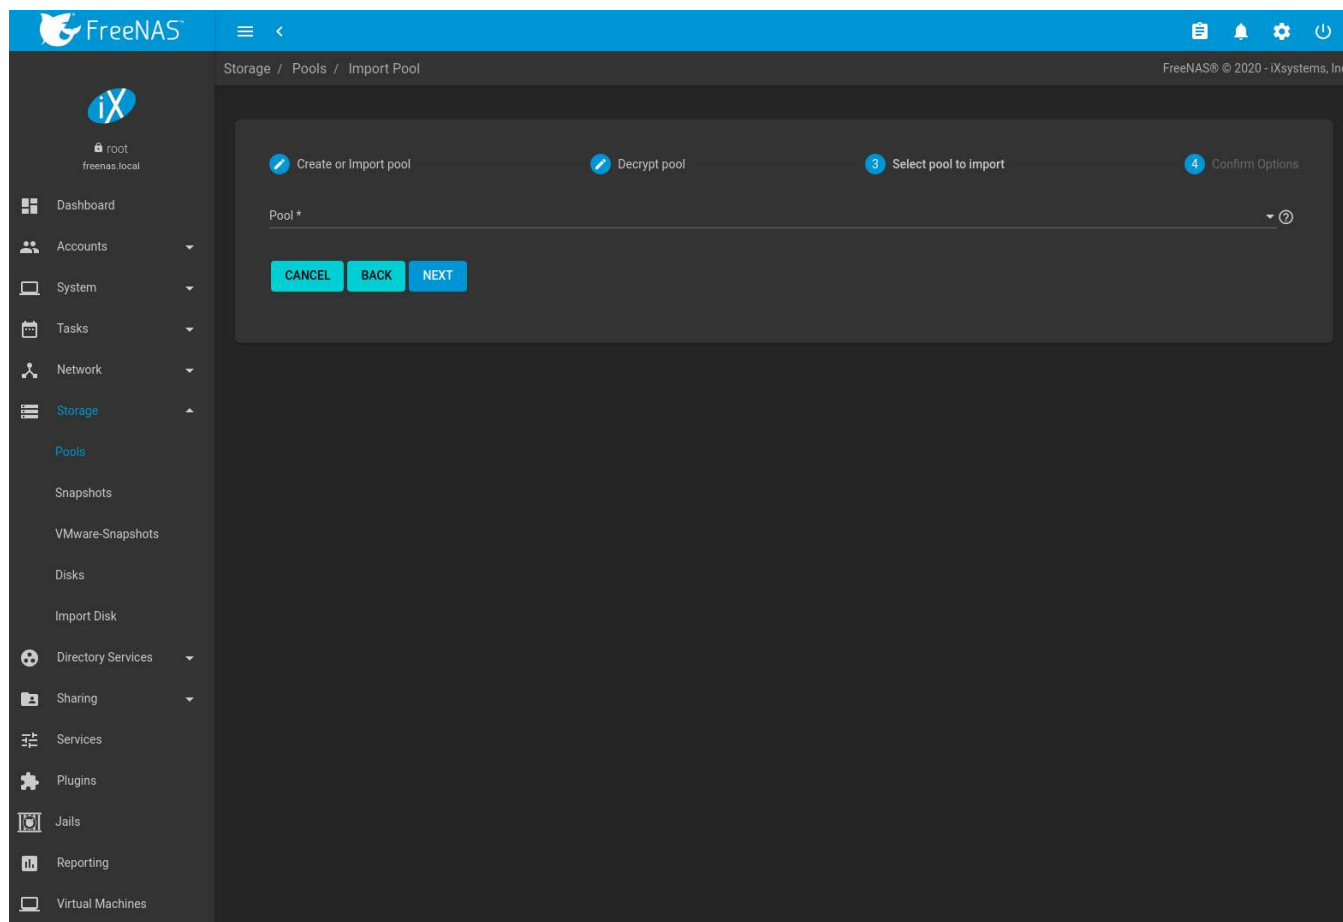 FreeNAS
Storage / Pools / Import Pool
FreeNAS® © 2020 - iXsystems, Inc
iX
root
freenas.local
Create or Import pool
Decrypt pool
3 Select pool to import
4 Confirm Options
Pool *
CANCEL BACK NEXT
Dashboard
Accounts
System
Tasks
Network
Storage
Pools
Snapshots
VMware-Snapshots
Disks
Import Disk
Directory Services
Sharing
Services
Plugins
Jails
Reporting
Virtual Machines